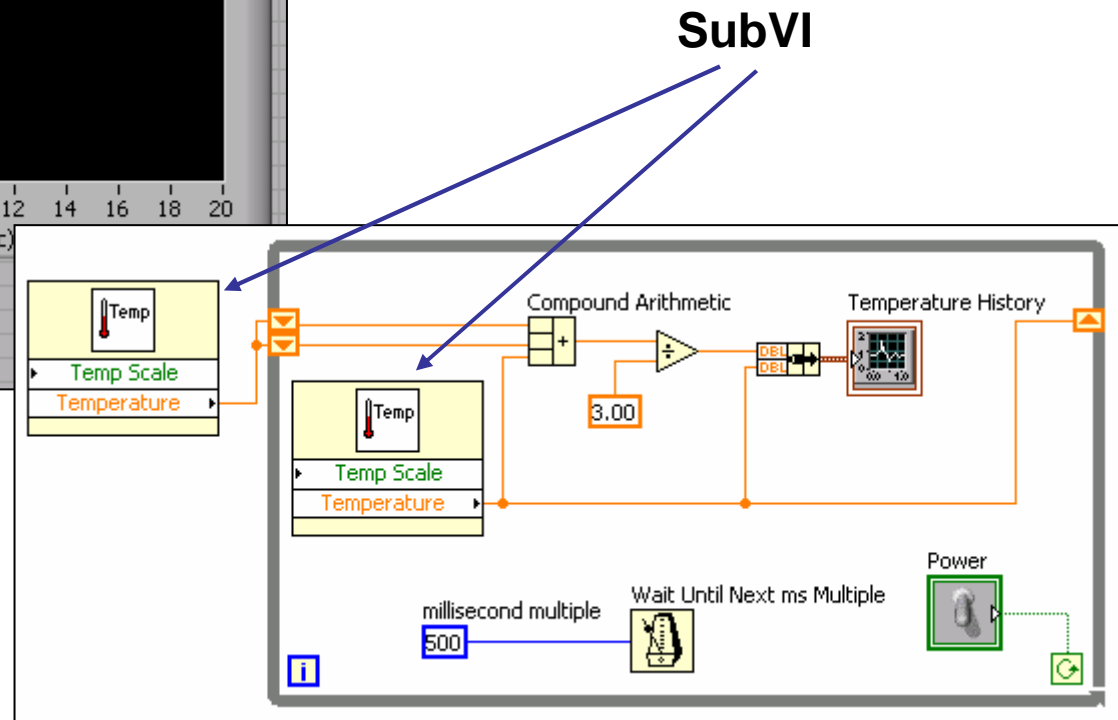 SubVI
12 14 16 18 20
c)
Temp
Temp Scale
Temperature
Compound Arithmetic
+
÷
3.00
DBL
DBL
Temperature History
Temp
Temp Scale
Temperature
Power
millisecond multiple
500
Wait Until Next ms Multiple
i